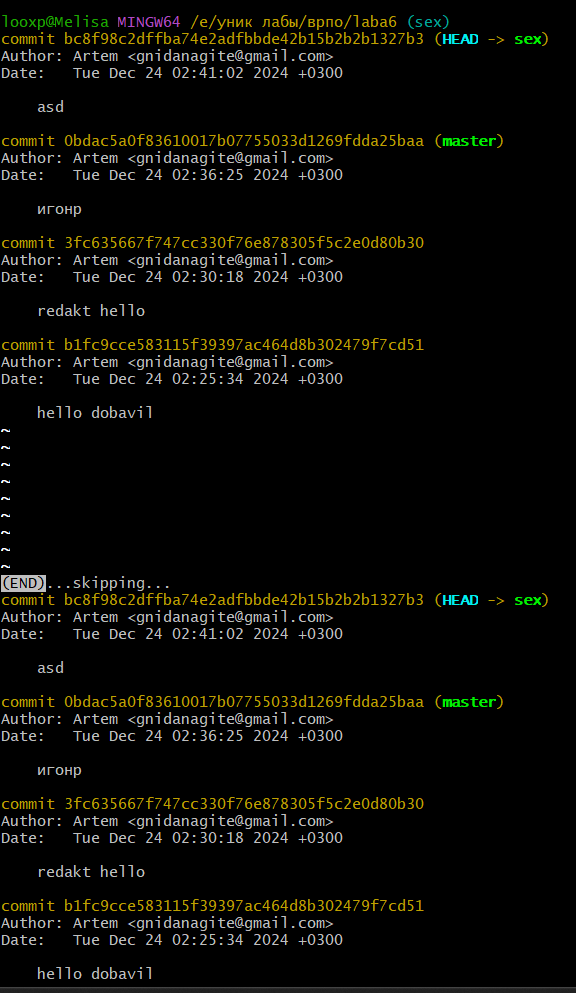 looxp@Melisa MINGW64 /e/уник лабы/врпо/laba6 (sex)
commit bc8f98c2dffba74e2adfbbde42b15b2b2b1327b3 (HEAD -> sex)
Author: Artem <gnidanagite@gmail.com>
Date:   Tue Dec 24 02:41:02 2024 +0300

    asd

commit 0bdac5a0f83610017b07755033d1269fdda25baa (master)
Author: Artem <gnidanagite@gmail.com>
Date:   Tue Dec 24 02:36:25 2024 +0300

    игонр

commit 3fc635667f747cc330f76e878305f5c2e0d80b30
Author: Artem <gnidanagite@gmail.com>
Date:   Tue Dec 24 02:30:18 2024 +0300

    redakt hello

commit b1fc9cce583115f39397ac464d8b302479f7cd51
Author: Artem <gnidanagite@gmail.com>
Date:   Tue Dec 24 02:25:34 2024 +0300

    hello dobavil
~
~
~
~
~
~
~
~
~
(END)...skipping...
commit bc8f98c2dffba74e2adfbbde42b15b2b2b1327b3 (HEAD -> sex)
Author: Artem <gnidanagite@gmail.com>
Date:   Tue Dec 24 02:41:02 2024 +0300

    asd

commit 0bdac5a0f83610017b07755033d1269fdda25baa (master)
Author: Artem <gnidanagite@gmail.com>
Date:   Tue Dec 24 02:36:25 2024 +0300

    игонр

commit 3fc635667f747cc330f76e878305f5c2e0d80b30
Author: Artem <gnidanagite@gmail.com>
Date:   Tue Dec 24 02:30:18 2024 +0300

    redakt hello

commit b1fc9cce583115f39397ac464d8b302479f7cd51
Author: Artem <gnidanagite@gmail.com>
Date:   Tue Dec 24 02:25:34 2024 +0300

    hello dobavil